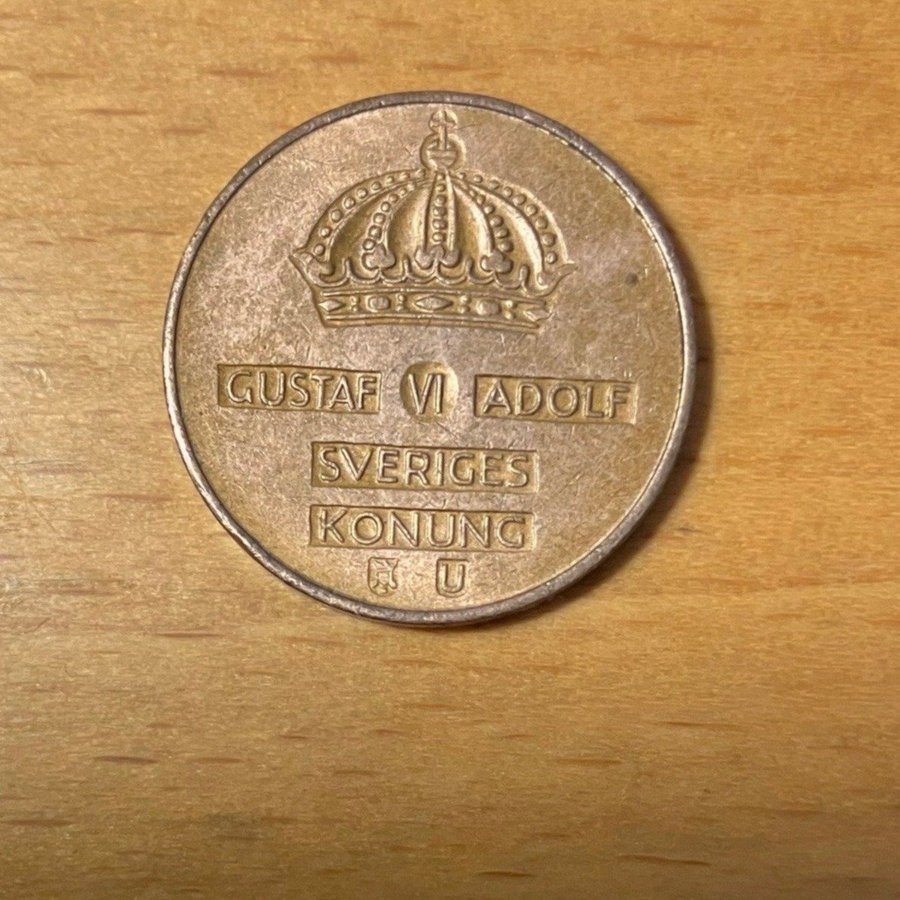 GUSTAF VI ADOLF
SVERIGES
KONUNG
U